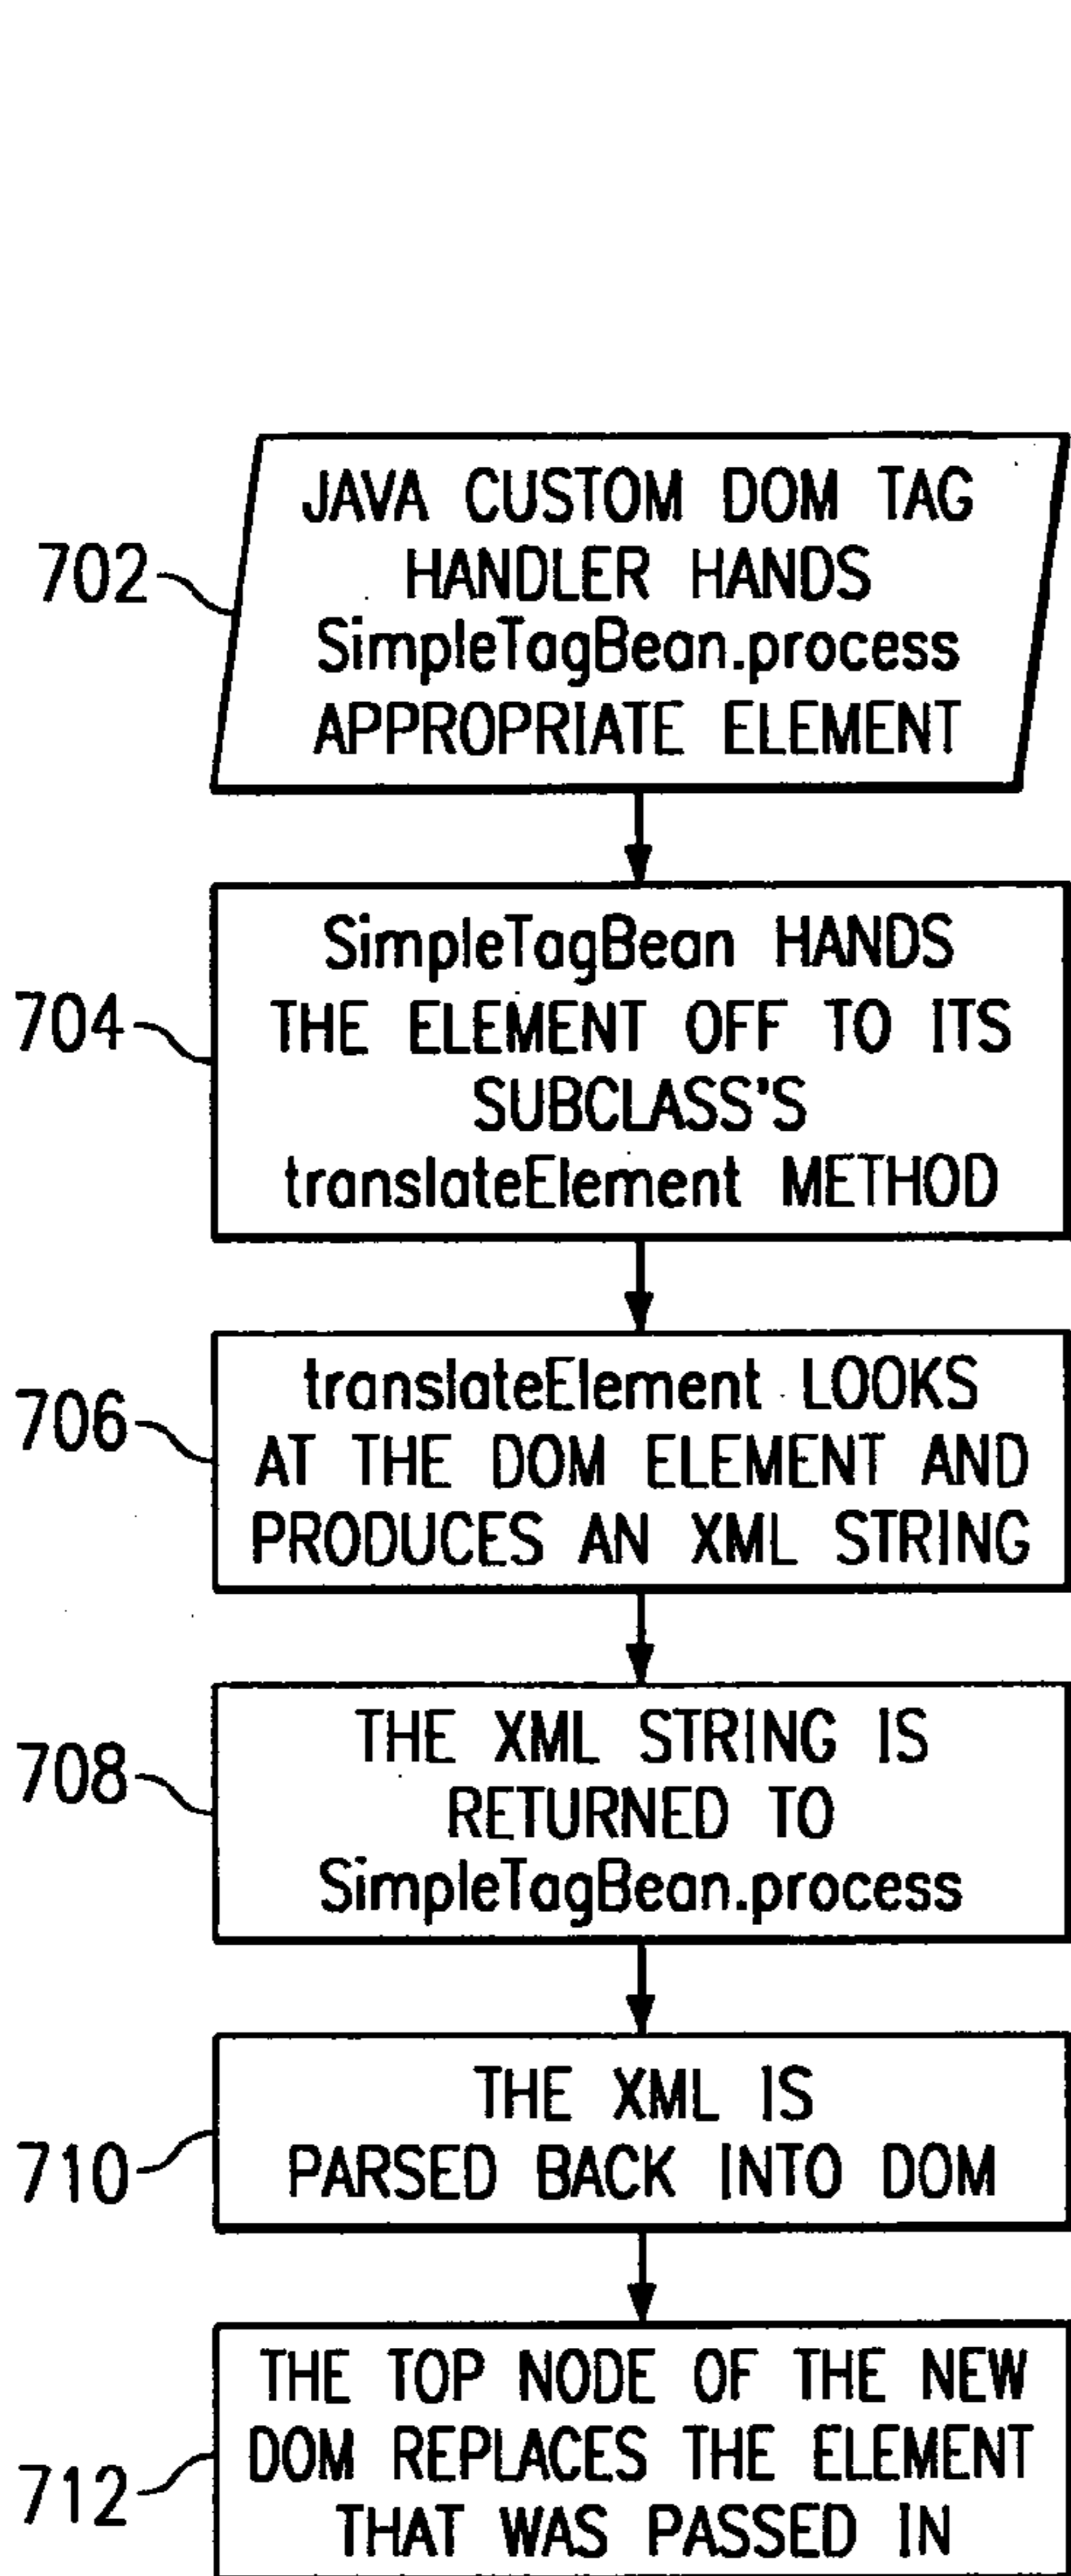 702
JAVA CUSTOM DOM TAG
HANDLER HANDS
SimpleTagBean.process
APPROPRIATE ELEMENT
704
SimpleTagBean HANDS
THE ELEMENT OFF TO ITS
SUBCLASS'S
translateElement METHOD
706
translateElement LOOKS
AT THE DOM ELEMENT AND
PRODUCES AN XML STRING
708
THE XML STRING IS
RETURNED TO
SimpleTagBean.process
710
THE XML IS
PARSED BACK INTO DOM
712
THE TOP NODE OF THE NEW
DOM REPLACES THE ELEMENT
THAT WAS PASSED IN